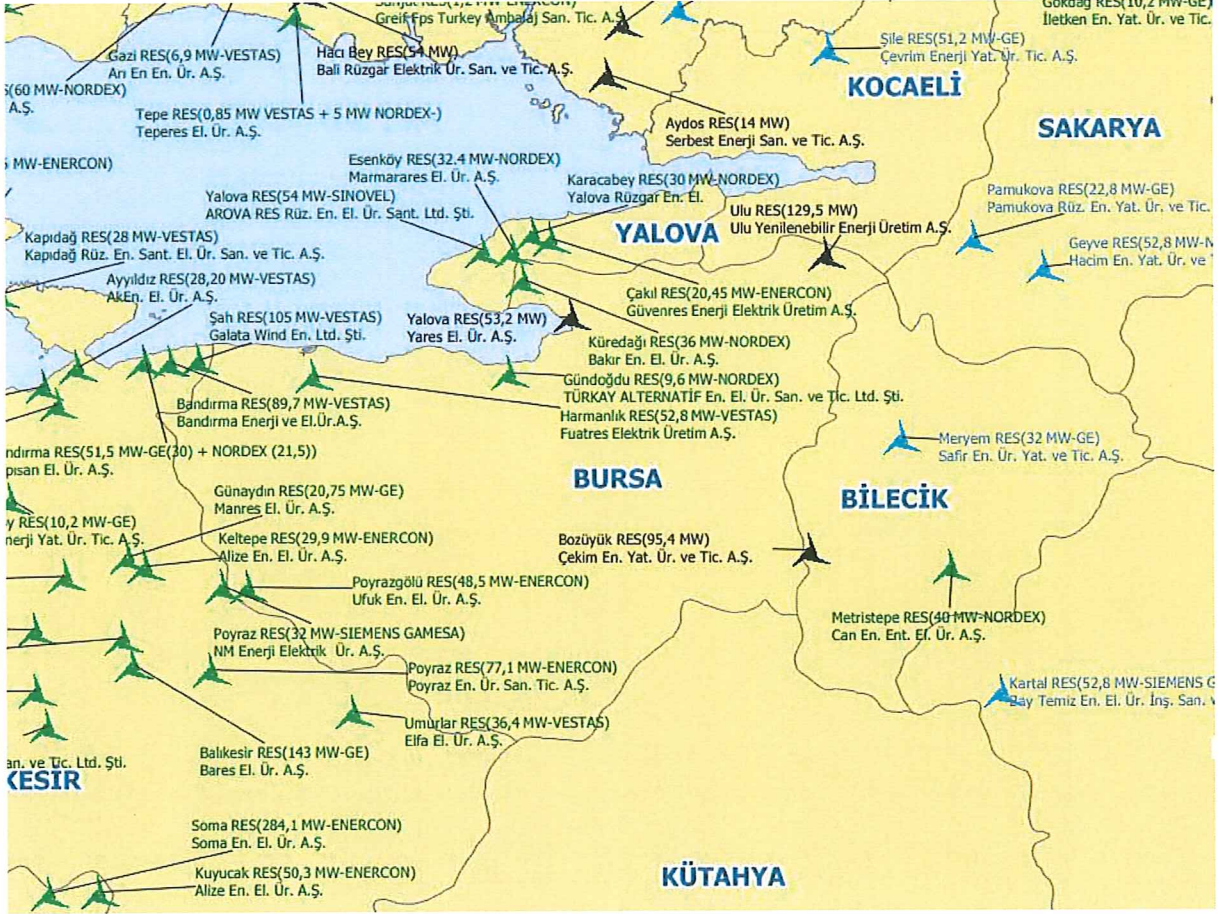 Greif Fps Turkey Ambalaj San. Tic. A.Ş
Gökdağ RES(10,2 MW-GE)
İletken En. Yat. Ür. ve Tic.
Gazi RES(6,9 MW-VESTAS)
Arı En En. Ür. A.Ş.
Hacı Bey RES(54 MW)
Bali Rüzgar Elektrik Ür. San. ve Tic. A.Ş.
Şile RES(51,2 MW-GE)
Çevrim Enerji Yat. Ür. Tic. A.Ş.
KOCAELİ
(60 MW-NORDEX)
A.Ş.
Tepe RES(0,85 MW VESTAS + 5 MW NORDEX-)
Teperes El. Ür. A.Ş.
Aydos RES(14 MW)
Serbest Enerji San. ve Tic. A.Ş.
SAKARYA
MW-ENERCON)
Esenköy RES(32.4 MW-NORDEX)
Marmarares El. Ür. A.Ş.
Karacabey RES(30 MW-NORDEX)
Yalova Rüzgar En. El.
Yalova RES(54 MW-SINOVEL)
AROVA RES Rüz. En. El. Ür. Sant. Ltd. Şti.
Pamukova RES(22,8 MW-GE)
Pamukova Rüz. En. Yat. Ür. ve Tic.
Ulu RES(129,5 MW)
Ulu Yenilenebilir Enerji Üretim A.Ş.
YALOVA
Kapıdağ RES(28 MW-VESTAS)
Kapıdağ Rüz. En. Sant. El. Ür. San. ve Tic. A.Ş.
Geyve RES(52,8 MW-N
Hacim En. Yat. Ür. ve
Ayyıldız RES(28,20 MW-VESTAS)
AkEn. El. Ür. A.Ş.
Çakıl RES(20,45 MW-ENERCON)
Güvenres Enerji Elektrik Üretim A.Ş.
Şah RES(105 MW-VESTAS)
Galata Wind En. Ltd. Şti.
Yalova RES(53,2 MW)
Yares El. Ür. A.Ş.
Küredağı RES(36 MW-NORDEX)
Bakır En. El. Ür. A.Ş.
Gündoğdu RES(9,6 MW-NORDEX)
TÜRKAY ALTERNATİF En. El. Ür. San. ve Tic. Ltd. Şti.
Bandırma RES(89,7 MW-VESTAS)
Bandırma Enerji ve El.Ür.A.Ş.
Harmanlık RES(52,8 MW-VESTAS)
Fuatres Elektrik Üretim A.Ş.
Meryem RES(32 MW-GE)
Safir En. Ür. Yat. ve Tic. A.Ş.
ndırma RES(51,5 MW-GE(30) + NORDEX (21,5))
pısan El. Ür. A.Ş.
BURSA
BİLECİK
Günaydın RES(20,75 MW-GE)
Manres El. Ür. A.Ş.
y RES(10,2 MW-GE)
nerji Yat. Ür. Tic. A.Ş.
Keltepe RES(29,9 MW-ENERCON)
Alize En. El. Ür. A.Ş.
Bozüyük RES(95,4 MW)
Çekim En. Yat. Ür. ve Tic. A.Ş.
Poyrazgölü RES(48,5 MW-ENERCON)
Ufuk En. El. Ür. A.Ş.
Metristepe RES(40 MW-NORDEX)
Can En. Ent. El. Ür. A.Ş.
Poyraz RES(32 MW-SIEMENS GAMESA)
NM Enerji Elektrik Ür. A.Ş.
Poyraz RES(77,1 MW-ENERCON)
Poyraz En. Ür. San. Tic. A.Ş.
Kartal RES(52,8 MW-SIEMENS G
Zay Temiz En. El. Ür. İnş. San. v
Umurlar RES(36,4 MW-VESTAS)
Elfa El. Ür. A.Ş.
Balıkesir RES(143 MW-GE)
Bares El. Ür. A.Ş.
an. ve Tic. Ltd. Şti.
KESİR
Soma RES(284,1 MW-ENERCON)
Soma En. El. Ür. A.Ş.
KÜTAHYA
Kuyucak RES(50,3 MW-ENERCON)
Alize En. El. Ür. A.Ş.